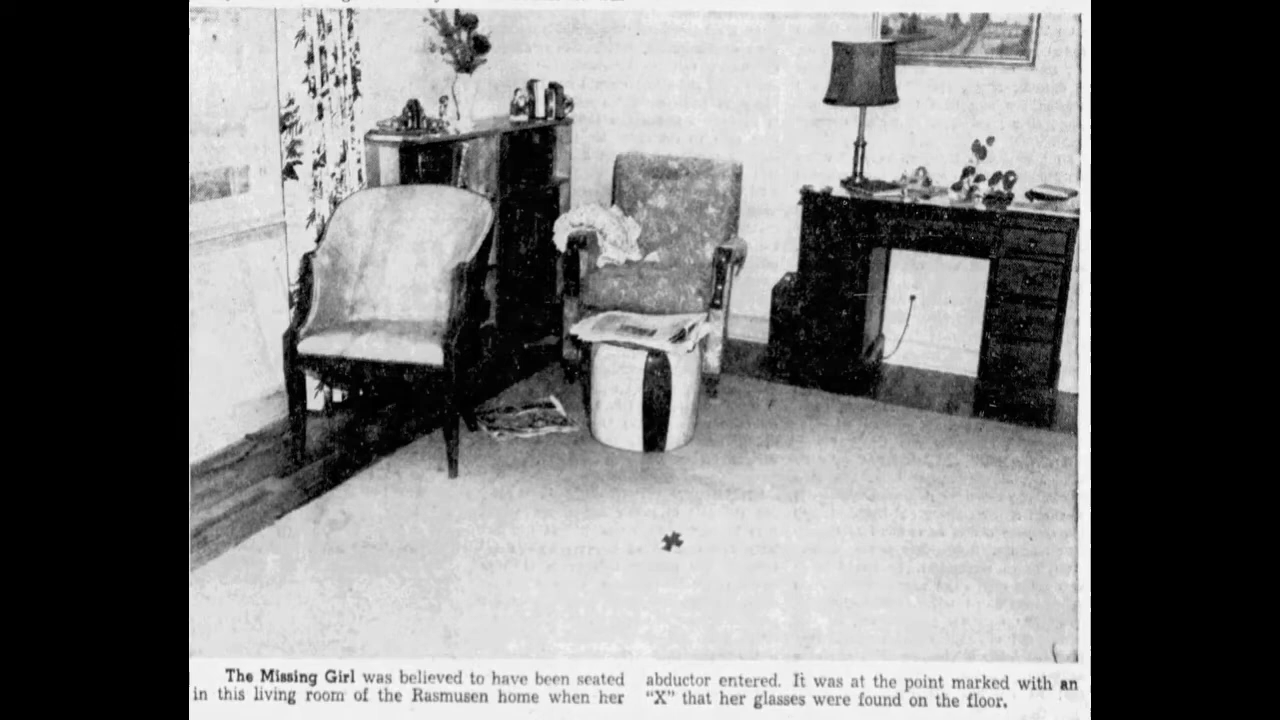 The Missing Girl was believed to have been seated
in this living room of the Rasmusen home when her
abductor entered. It was at the point marked with an
"X" that her glasses were found on the floor.